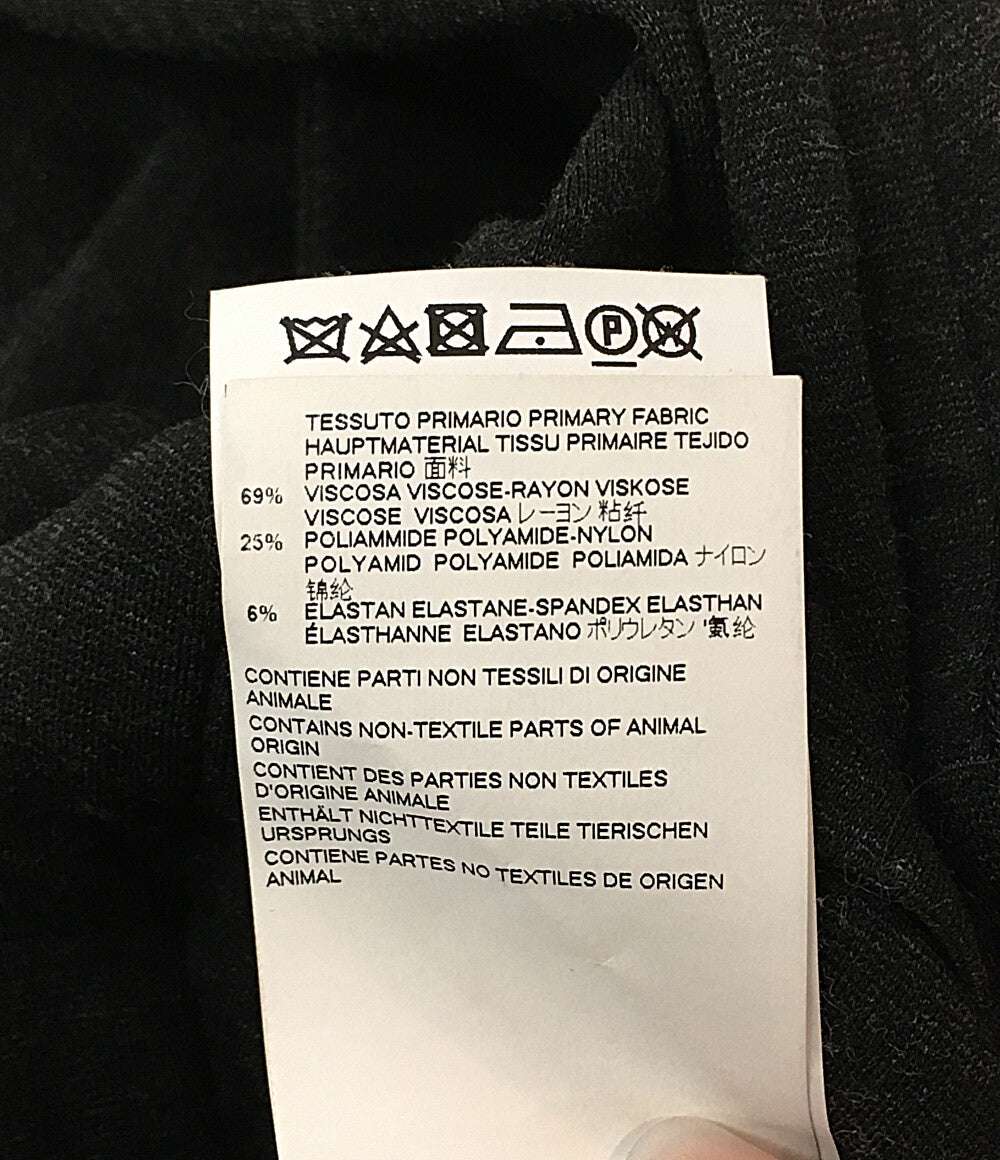 P W
TESSUTO PRIMARIO PRIMARY FABRIC
HAUPTMATERIAL TISSU PRIMAIRE TEJIDO
PRIMARIO 面料
69% VISCOSA VISCOSE-RAYON VISKOSE
VISCOSE VISCOSA レーヨン 粘纤
25% POLIAMMIDE POLYAMIDE-NYLON
POLYAMID POLYAMIDE POLIAMIDA ナイロン
锦纶
6% ELASTAN ELASTANE-SPANDEX ELASTHAN
ÉLASTHANNE ELASTANO ポリウレタン '氨纶
CONTIENE PARTI NON TESSILI DI ORIGINE
ANIMALE
CONTAINS NON-TEXTILE PARTS OF ANIMAL
ORIGIN
CONTIENT DES PARTIES NON TEXTILES
D'ORIGINE ANIMALE
ENTHÄLT NICHTTEXTILE TEILE TIERISCHEN
URSPRUNGS
CONTIENE PARTES NO TEXTILES DE ORIGEN
ANIMAL